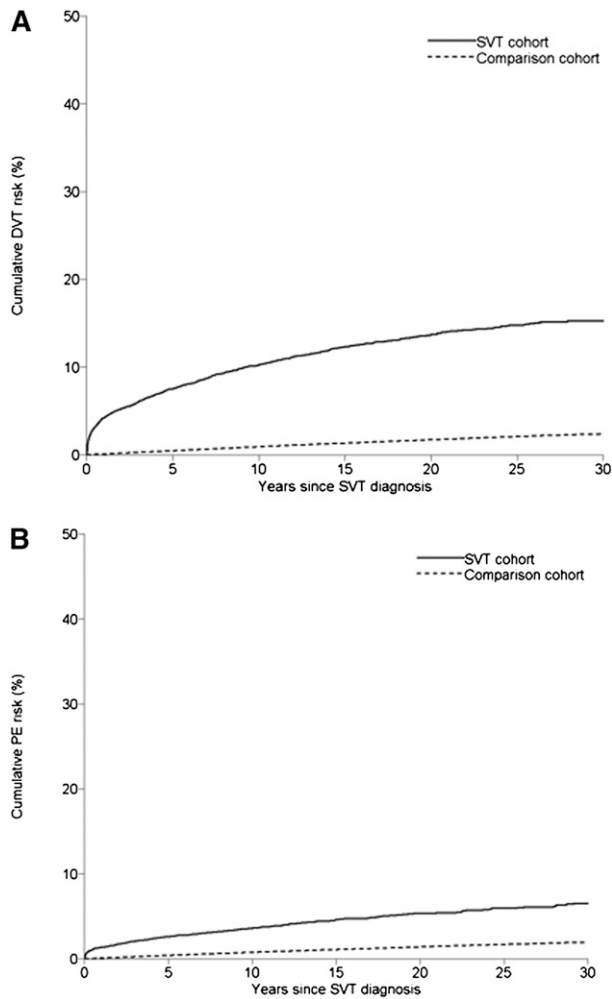 A
50
SVT cohort
Comparison cohort
40
30
Cumulative DVT risk (%)
20
10
0
0 5 10 15 20 25 30
Years since SVT diagnosis
B
50
SVT cohort
Comparison cohort
40
30
Cumulative PE risk (%)
20
10
0
0 5 10 15 20 25 30
Years since SVT diagnosis